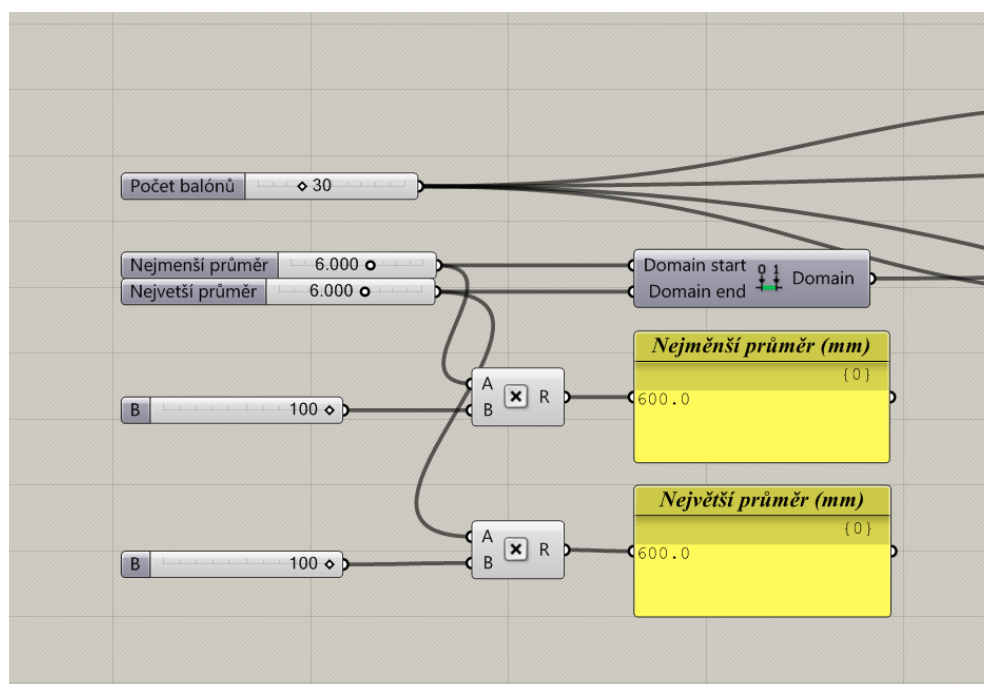 Počet balónů 30
Nejmenší průměr 6.000
Nejvetší průměr 6.000
Domain start
Domain end
0 1
Domain
Nejměnší průměr (mm)
{0}
600.0
A
B
R
B 100
Největší průměr (mm)
{0}
600.0
A
B
R
B 100